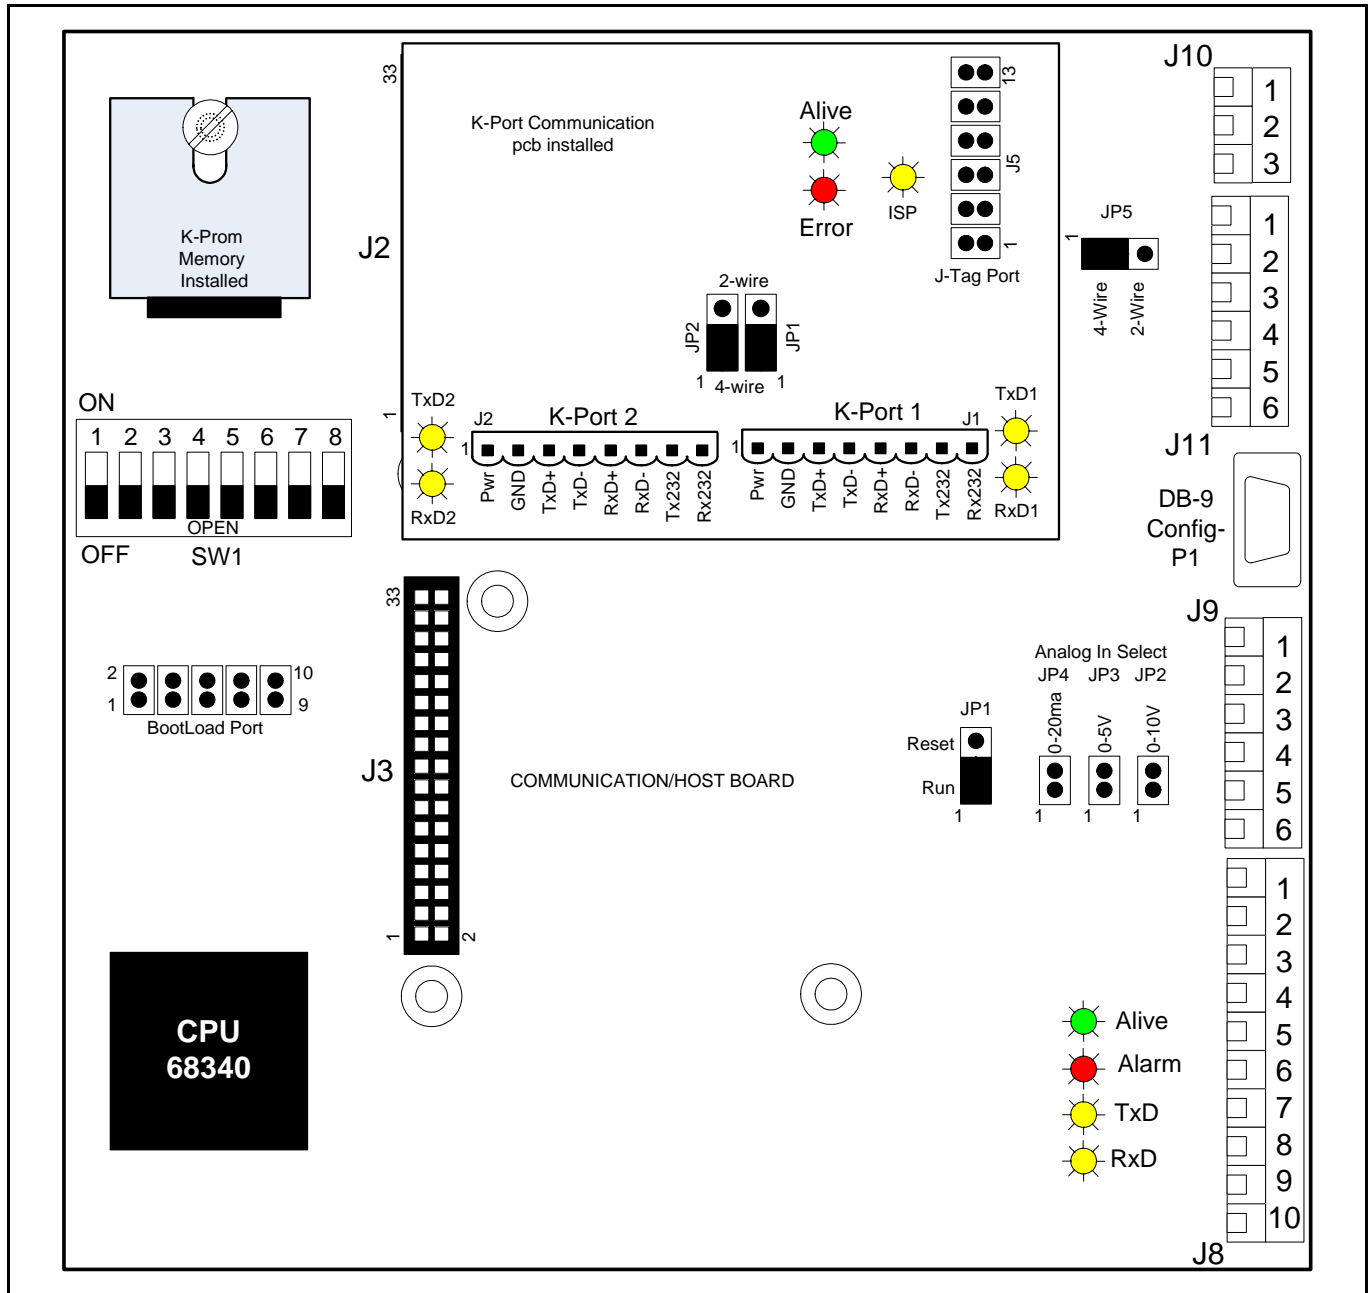 J10
1
2
3
33
K-Port Communication
pcb installed
Alive
Error
ISP
13
J5
1
J-Tag Port
K-Prom
Memory
Installed
J2
JP5
1
4-Wire
2-Wire
1
2
3
4
5
6
J11
2-wire
JP2
JP1
1
4-wire
1
ON
1 2 3 4 5 6 7 8
OPEN
OFF
SW1
1
TxD2
RxD2
J2
K-Port 2
1
Pwr
GND
TxD+
TxD-
RxD+
RxD-
Tx232
Rx232
K-Port 1
J1
1
Pwr
GND
TxD+
TxD-
RxD+
RxD-
Tx232
Rx232
TxD1
RxD1
DB-9
Config-
P1
J9
1
2
3
4
5
6
33
J3
1
2
2
10
1
9
BootLoad Port
COMMUNICATION/HOST BOARD
JP1
Reset
Run
1
Analog In Select
JP4 JP3 JP2
0-20ma
0-5V
0-10V
1
1
1
1
2
3
4
5
6
7
8
9
10
J8
CPU
68340
Alive
Alarm
TxD
RxD